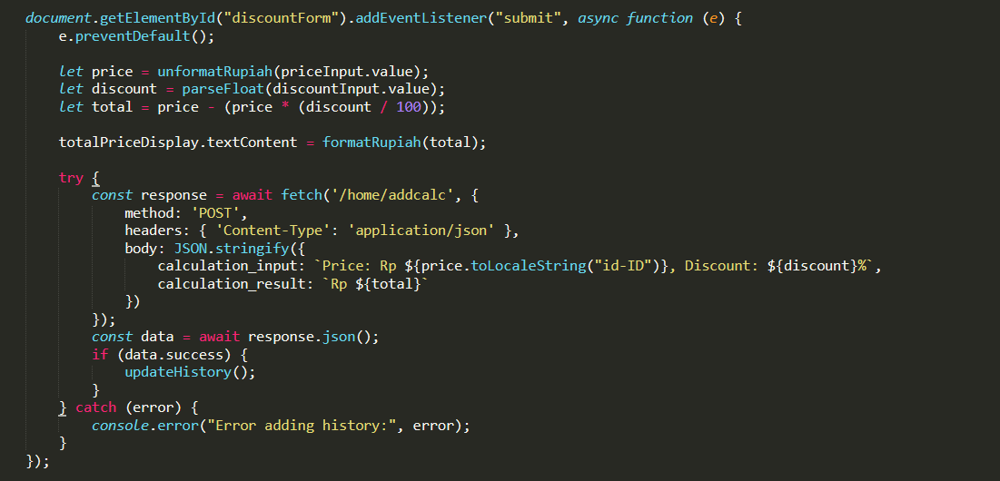 document.getElementById("discountForm").addEventListener("submit", async function (e) {
    e.preventDefault();

    let price = unformatRupiah(priceInput.value);
    let discount = parseFloat(discountInput.value);
    let total = price - (price * (discount / 100));

    totalPriceDisplay.textContent = formatRupiah(total);

    try {
        const response = await fetch('/home/addcalc', {
            method: 'POST',
            headers: { 'Content-Type': 'application/json' },
            body: JSON.stringify({
                calculation_input: `Price: Rp ${price.toLocaleString("id-ID")}, Discount: ${discount}%`,
                calculation_result: `Rp ${total}`
            })
        });
        const data = await response.json();
        if (data.success) {
            updateHistory();
        }
    } catch (error) {
        console.error("Error adding history:", error);
    }
});